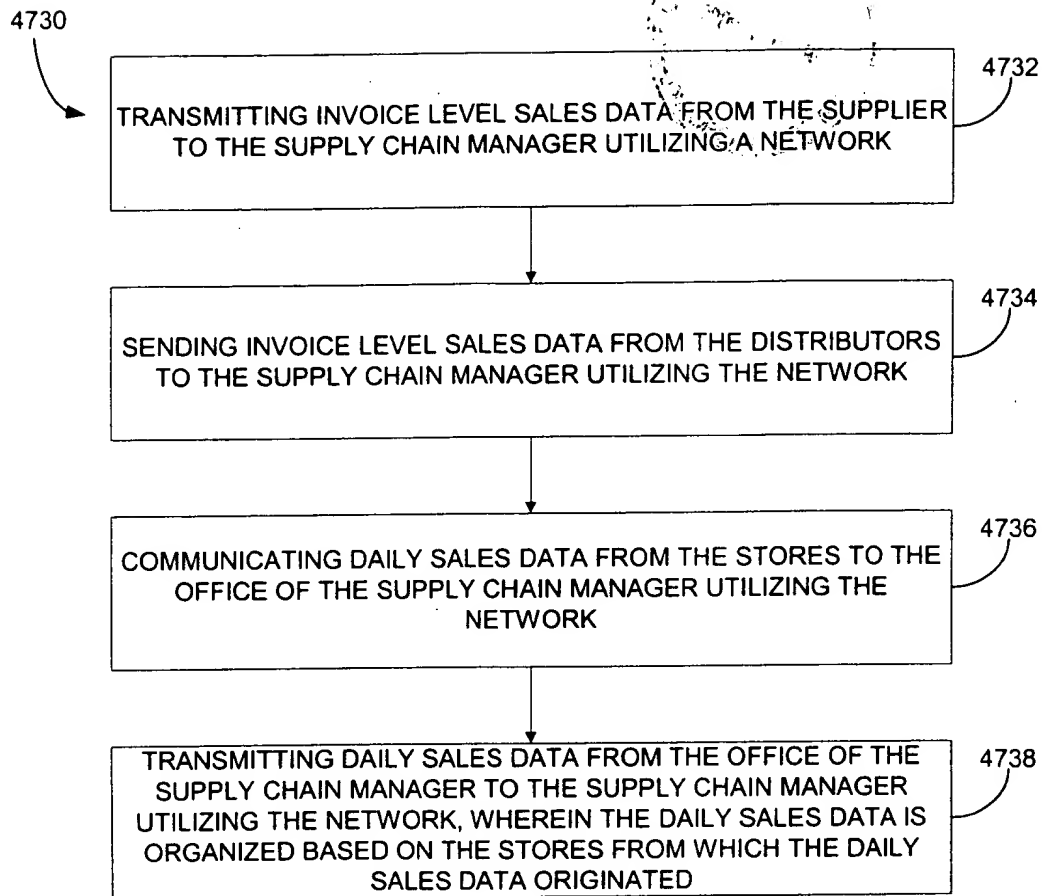 4730
4732
TRANSMITTING INVOICE LEVEL SALES DATA FROM THE SUPPLIER
TO THE SUPPLY CHAIN MANAGER UTILIZING A NETWORK
4734
SENDING INVOICE LEVEL SALES DATA FROM THE DISTRIBUTORS
TO THE SUPPLY CHAIN MANAGER UTILIZING THE NETWORK
4736
COMMUNICATING DAILY SALES DATA FROM THE STORES TO THE
OFFICE OF THE SUPPLY CHAIN MANAGER UTILIZING THE
NETWORK
4738
TRANSMITTING DAILY SALES DATA FROM THE OFFICE OF THE
SUPPLY CHAIN MANAGER TO THE SUPPLY CHAIN MANAGER
UTILIZING THE NETWORK, WHEREIN THE DAILY SALES DATA IS
ORGANIZED BASED ON THE STORES FROM WHICH THE DAILY
SALES DATA ORIGINATED